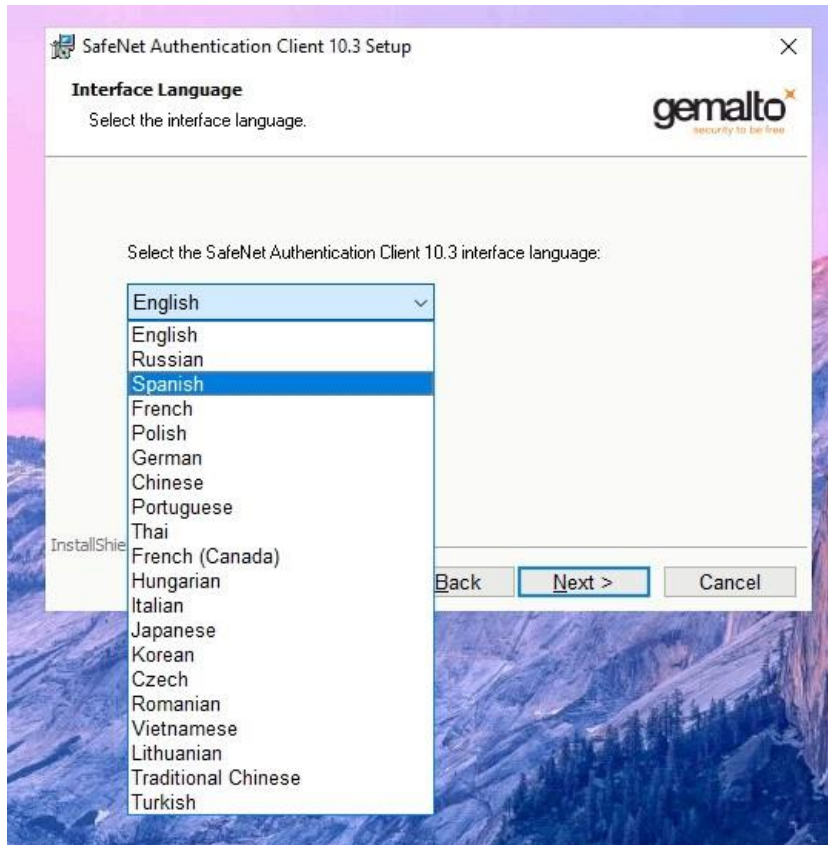 SafeNet Authentication Client 10.3 Setup
Interface Language
Select the interface language.
gemalto
security to be free
Select the SafeNet Authentication Client 10.3 interface language:
English
English
Russian
Spanish
French
Polish
German
Chinese
Portuguese
Thai
InstallShie
French (Canada)
Hungarian
Back
Next >
Cancel
Italian
Japanese
Korean
Czech
Romanian
Vietnamese
Lithuanian
Traditional Chinese
Turkish